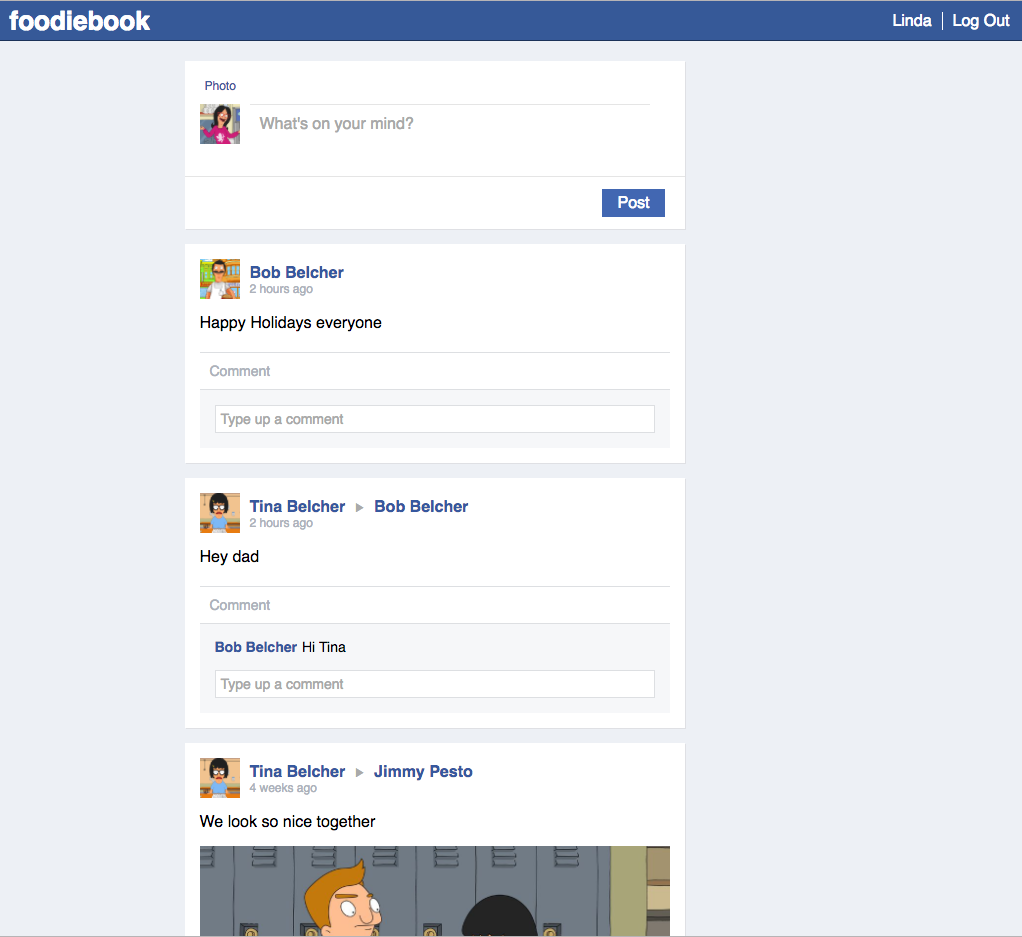 foodiebook
Linda Log Out
Photo
What's on your mind?
Post
Bob Belcher
2 hours ago
Happy Holidays everyone
Comment
Type up a comment
Tina Belcher ▶ Bob Belcher
2 hours ago
Hey dad
Comment
Bob Belcher Hi Tina
Type up a comment
Tina Belcher ▶ Jimmy Pesto
4 weeks ago
We look so nice together